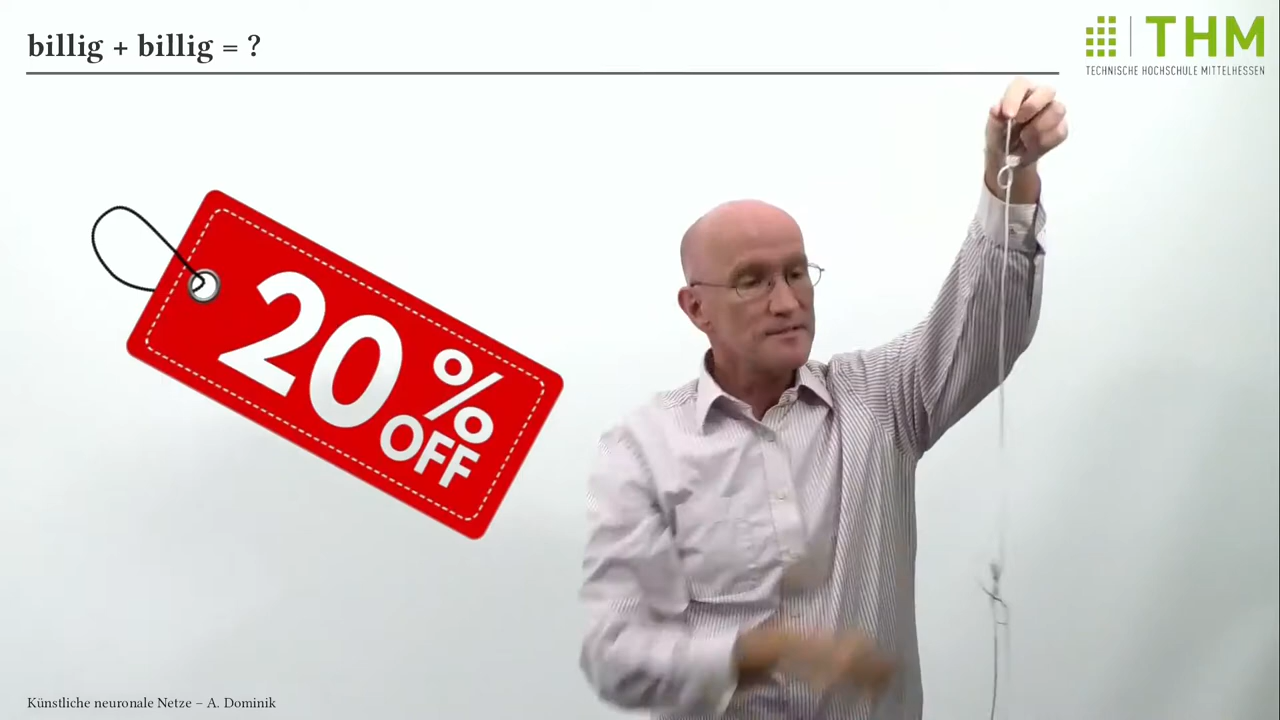 billig + billig = ?
THM
TECHNISCHE HOCHSCHULE MITTELHESSEN
20%
OFF
Künstliche neuronale Netze – A. Dominik